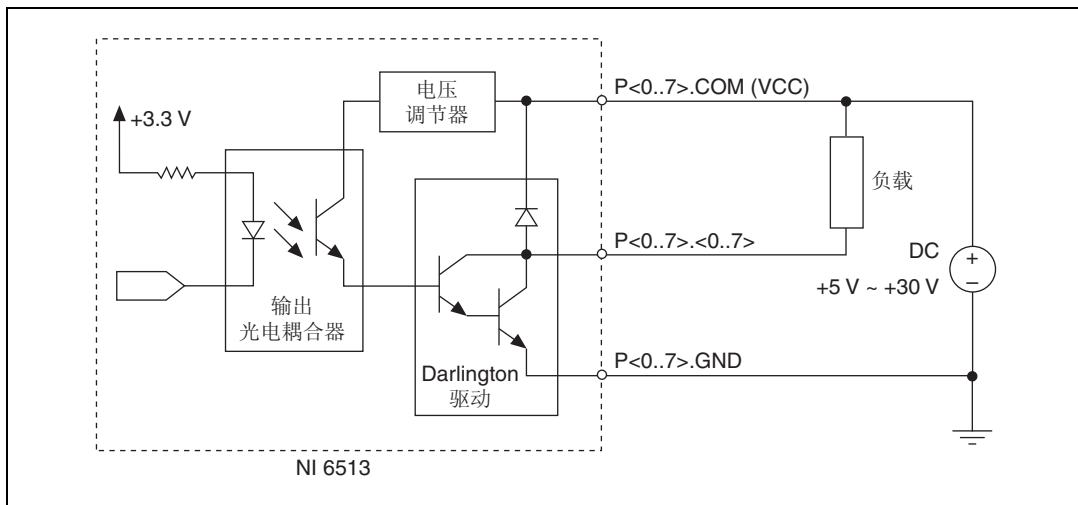 电压
调节器
P<0..7>.COM (VCC)
+3.3 V
负载
P<0..7>.<0..7>
DC
+
−
+5 V ~ +30 V
输出
光电耦合器
P<0..7>.GND
Darlington
驱动
NI 6513